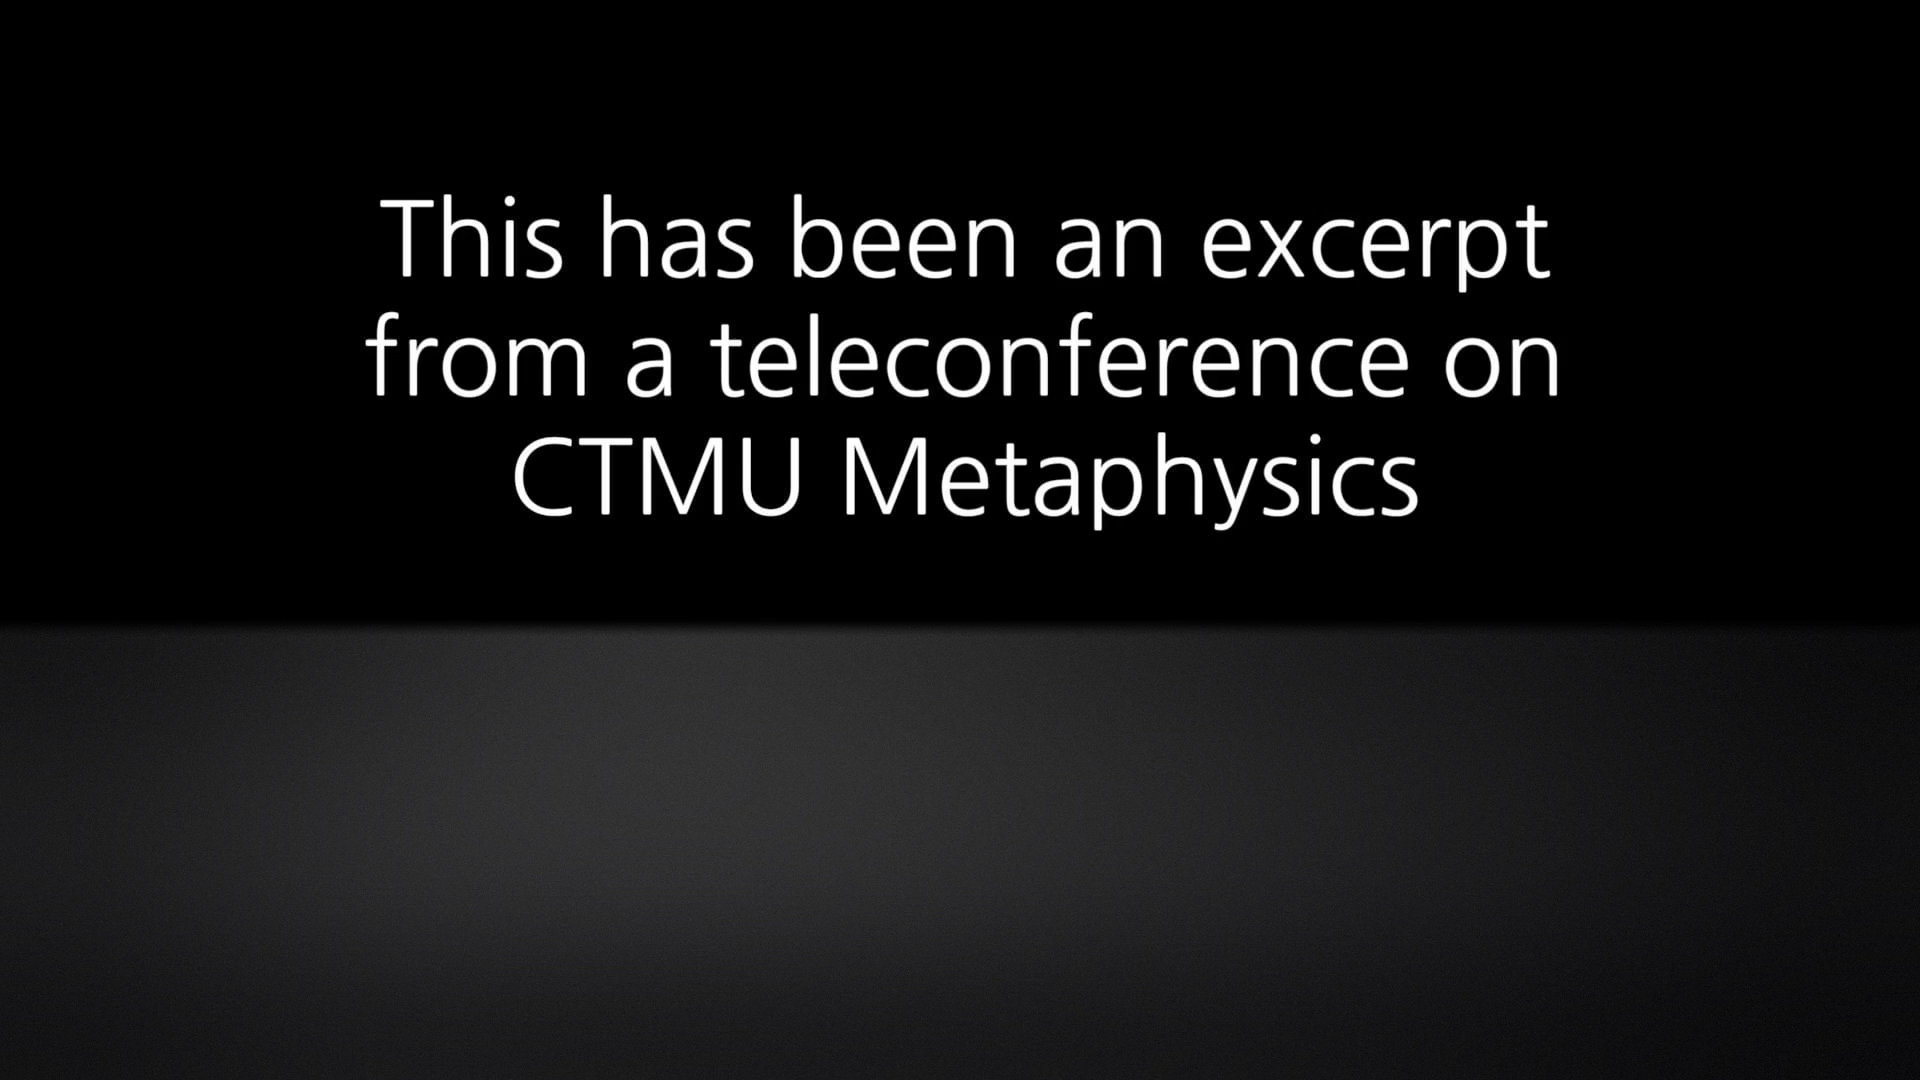 This has been an excerpt
from a teleconference on
CTMU Metaphysics